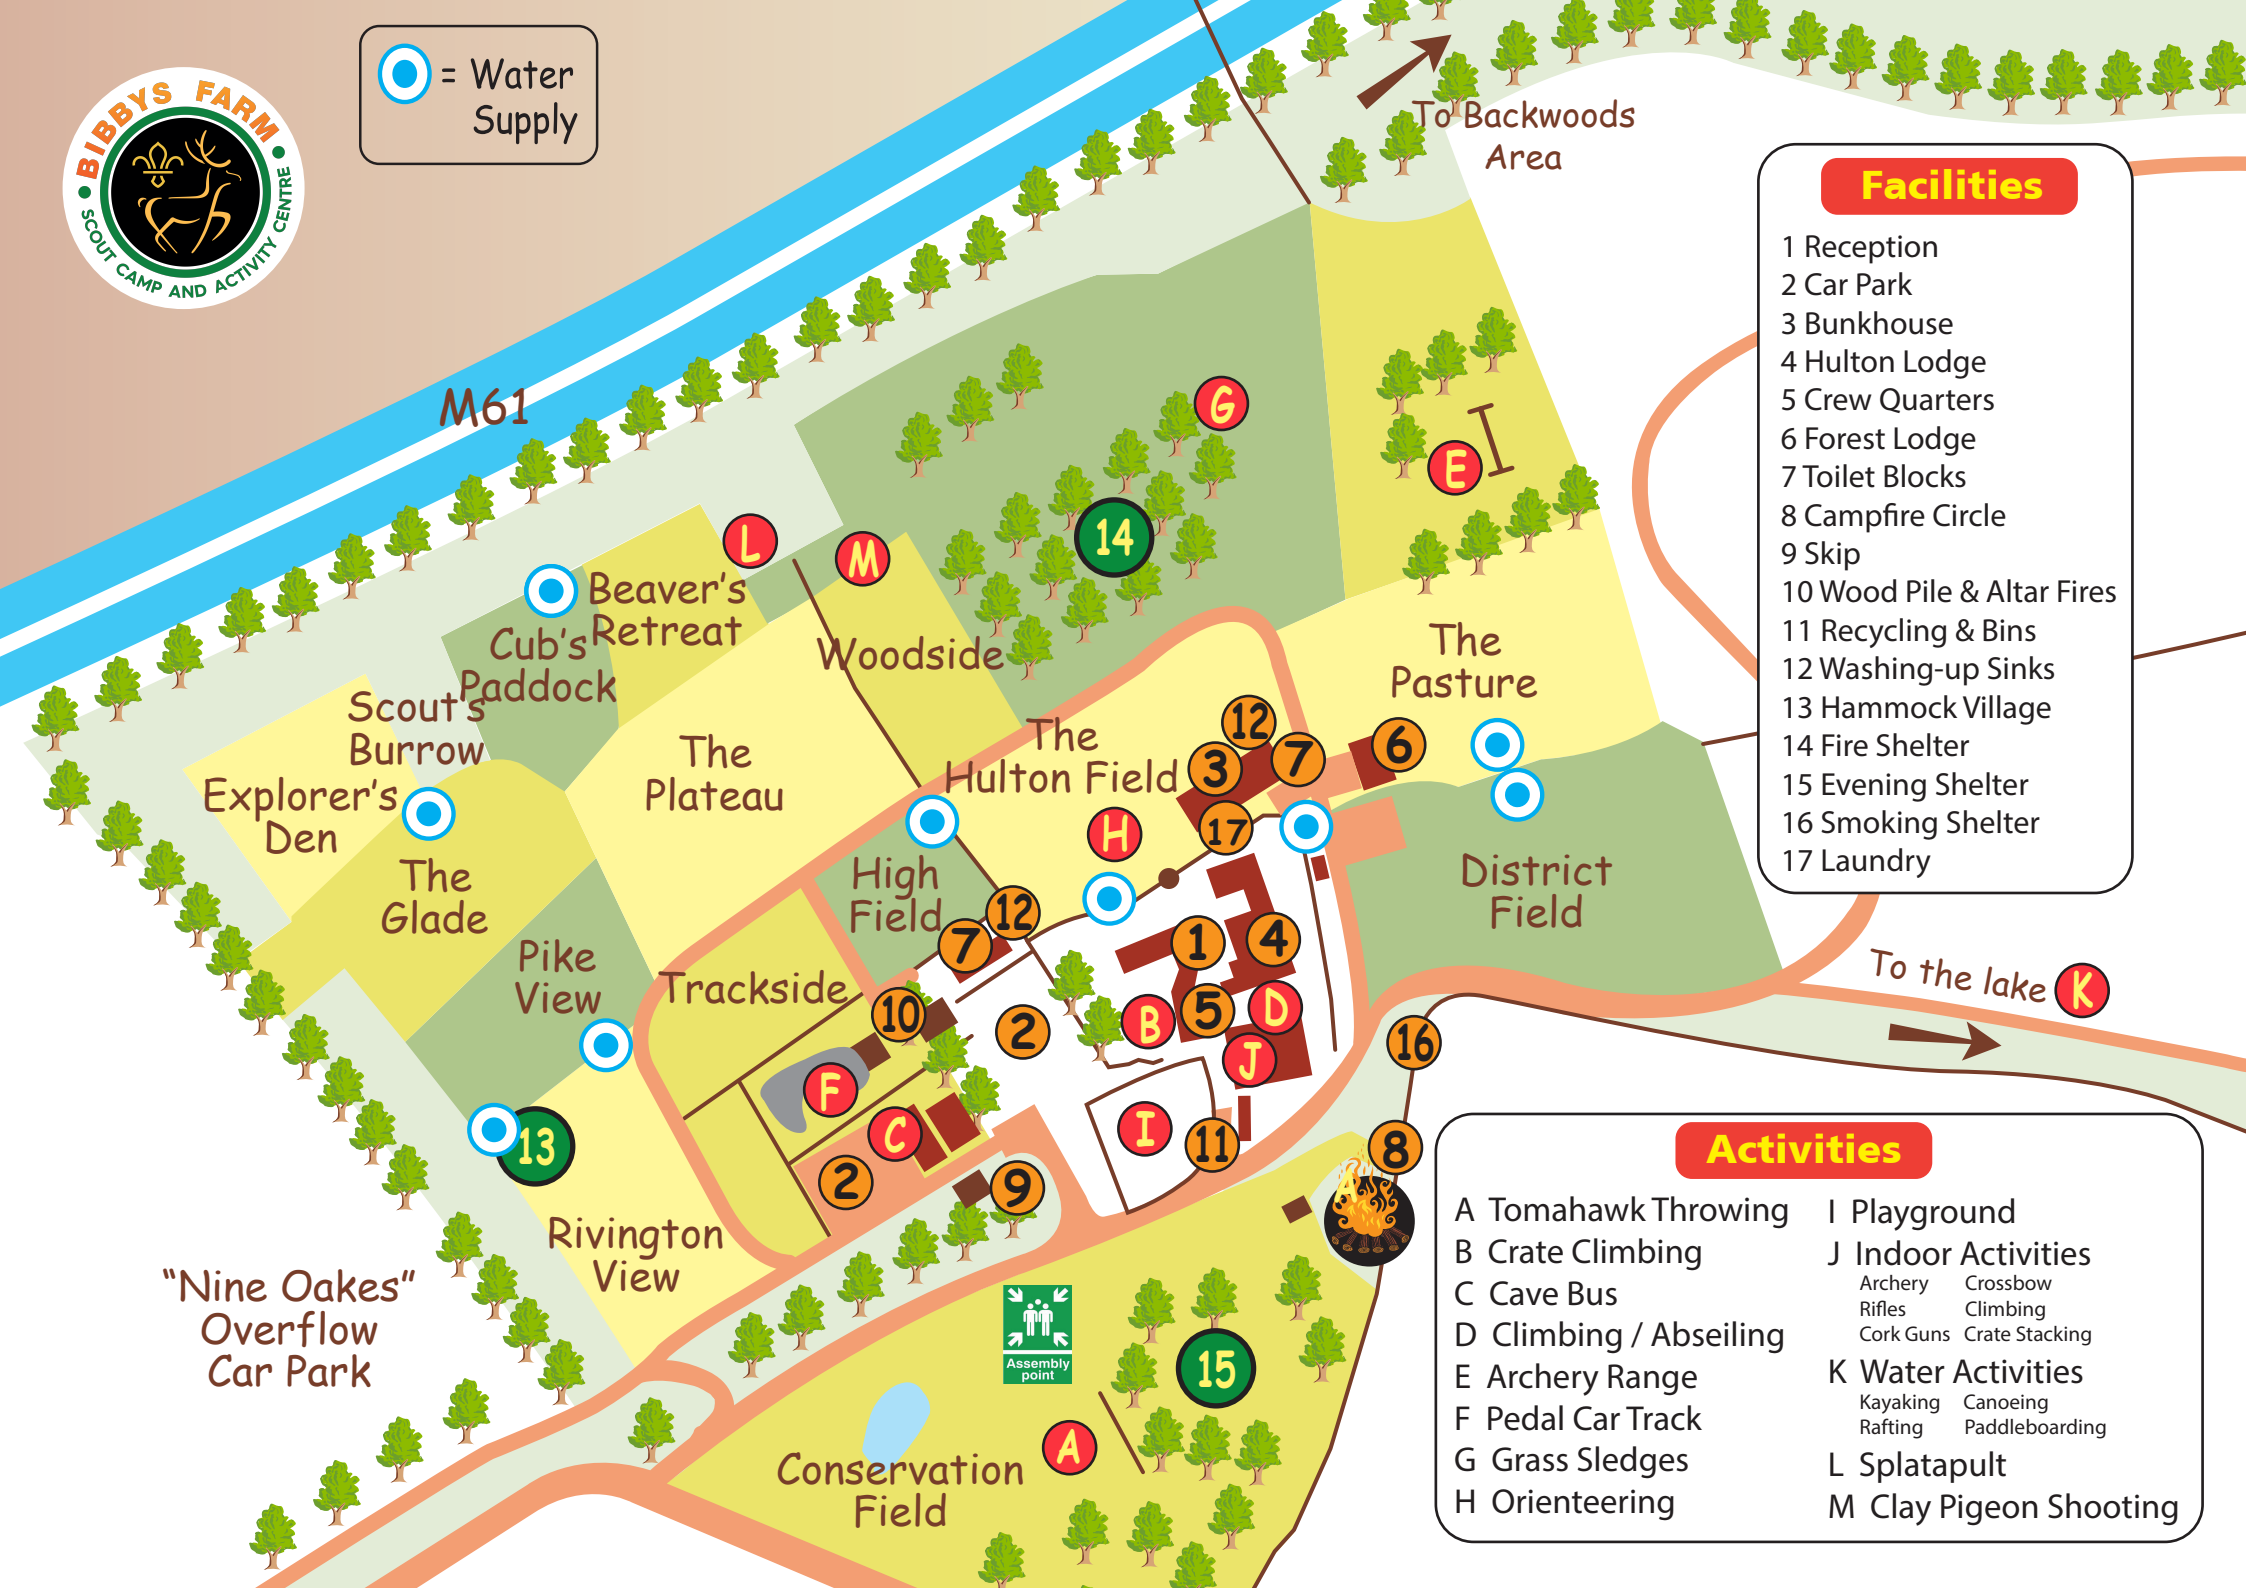 BIBBYS FARM
SCOUT CAMP AND ACTIVITY CENTRE
= Water
Supply
M61
To Backwoods
Area
Facilities
1 Reception
2 Car Park
3 Bunkhouse
4 Hulton Lodge
5 Crew Quarters
6 Forest Lodge
7 Toilet Blocks
8 Campfire Circle
9 Skip
10 Wood Pile & Altar Fires
11 Recycling & Bins
12 Washing-up Sinks
13 Hammock Village
14 Fire Shelter
15 Evening Shelter
16 Smoking Shelter
17 Laundry
G
E
14
L
M
Beaver's
Retreat
Cub's
Paddock
Woodside
The
Pasture
Scout's
Burrow
Explorer's
Den
The
Plateau
The
Hulton Field
12
3
7
6
17
H
The
Glade
High
Field
District
Field
Pike
View
Trackside
12
7
1
4
10
2
B
5
D
J
16
To the lake
K
F
C
I
11
8
A
13
2
9
Rivington
View
"Nine Oakes"
Overflow
Car Park
Assembly
point
15
A
Conservation
Field
Activities
A Tomahawk Throwing
B Crate Climbing
C Cave Bus
D Climbing / Abseiling
E Archery Range
F Pedal Car Track
G Grass Sledges
H Orienteering
I Playground
J Indoor Activities
Archery Crossbow
Rifles Climbing
Cork Guns Crate Stacking
K Water Activities
Kayaking Canoeing
Rafting Paddleboarding
L Splatapult
M Clay Pigeon Shooting